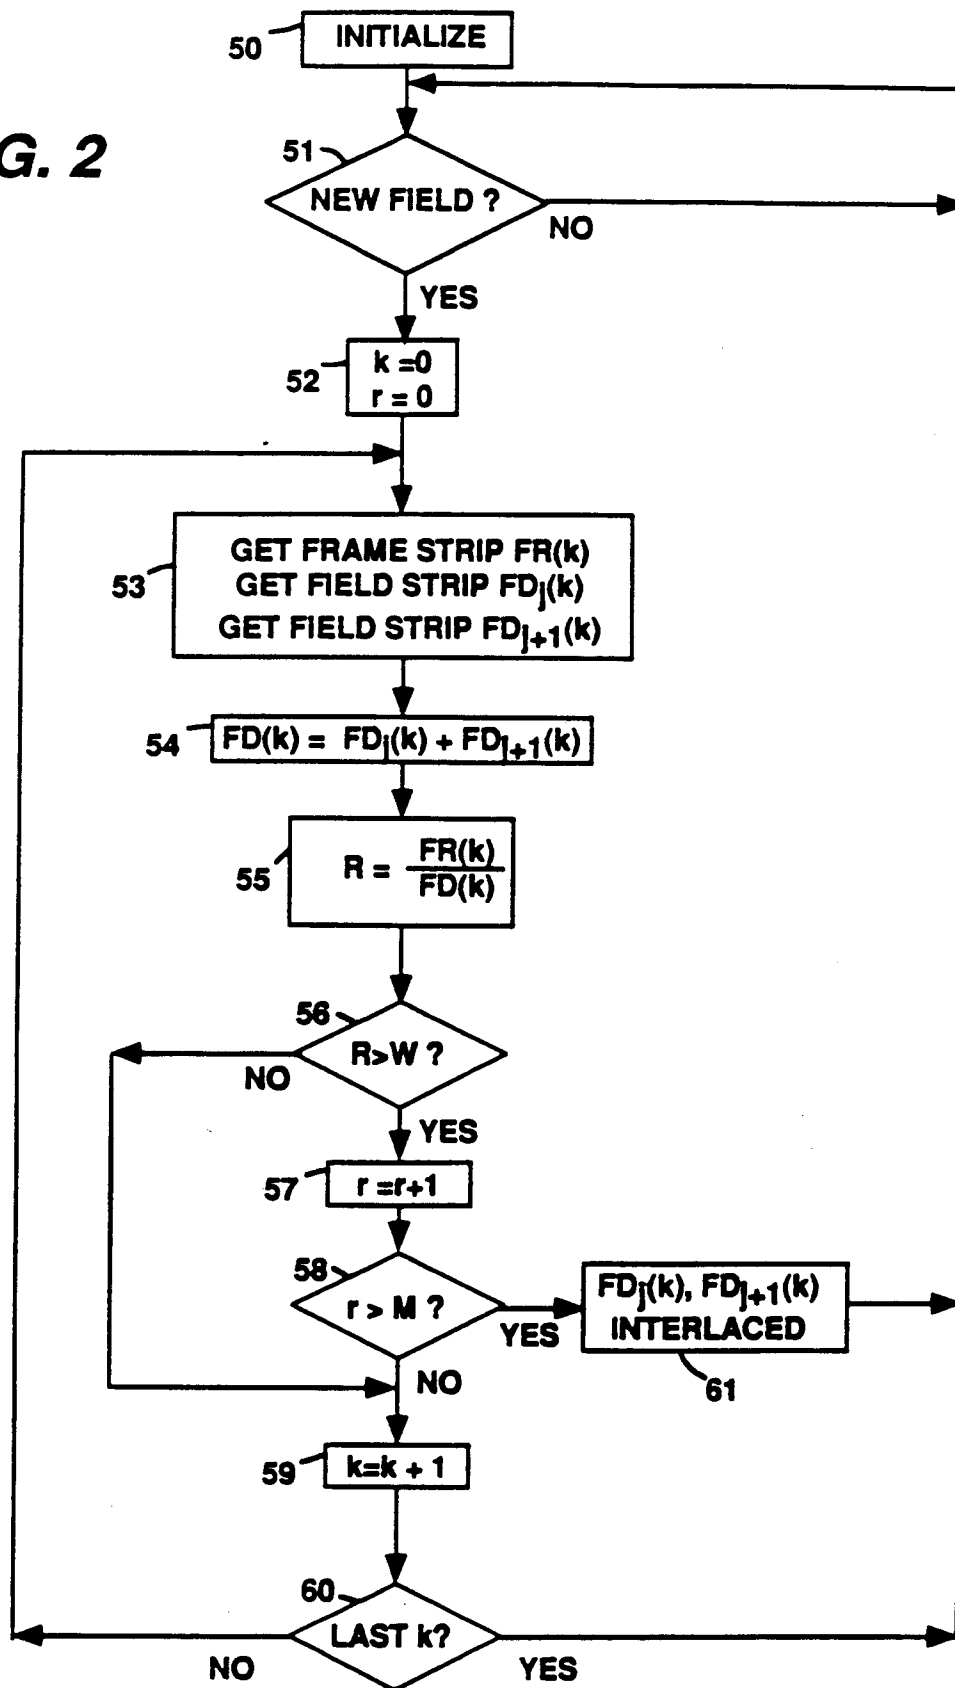 50
INITIALIZE
G. 2
51
NEW FIELD ?
NO
YES
52
k =0
r = 0
53
GET FRAME STRIP FR(k)
GET FIELD STRIP FDj(k)
GET FIELD STRIP FDj+1(k)
54
FD(k) = FDj(k) + FDj+1(k)
55
R = FR(k)
FD(k)
56
R>W ?
NO
YES
57
r =r+1
58
r > M ?
YES
FDj(k), FDj+1(k)
INTERLACED
61
NO
59
k=k + 1
60
LAST k?
NO
YES